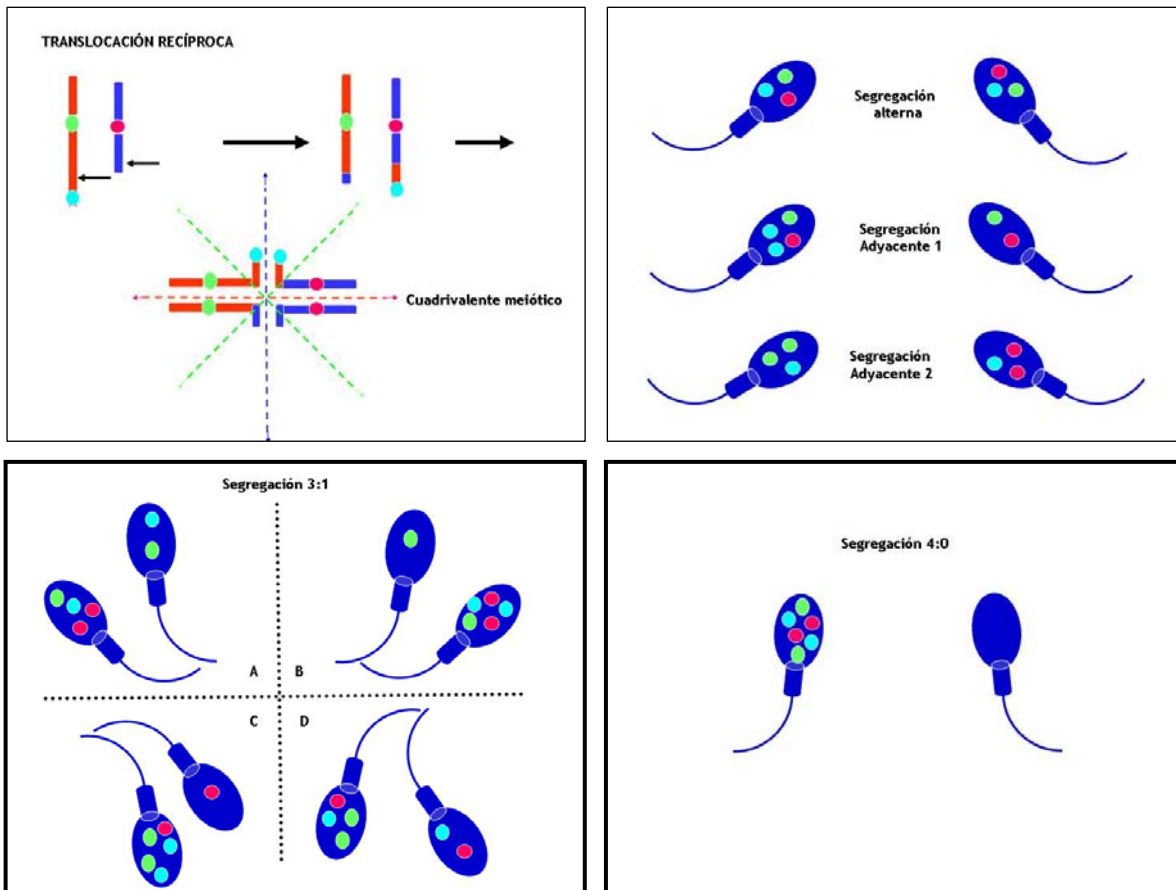 TRANSLOCACIÓN RECÍPROCA
Cuadrivalente meiótico
Segregación
alterna
Segregación
Adyacente 1
Segregación
Adyacente 2
Segregación 3:1
A
B
C
D
Segregación 4:0